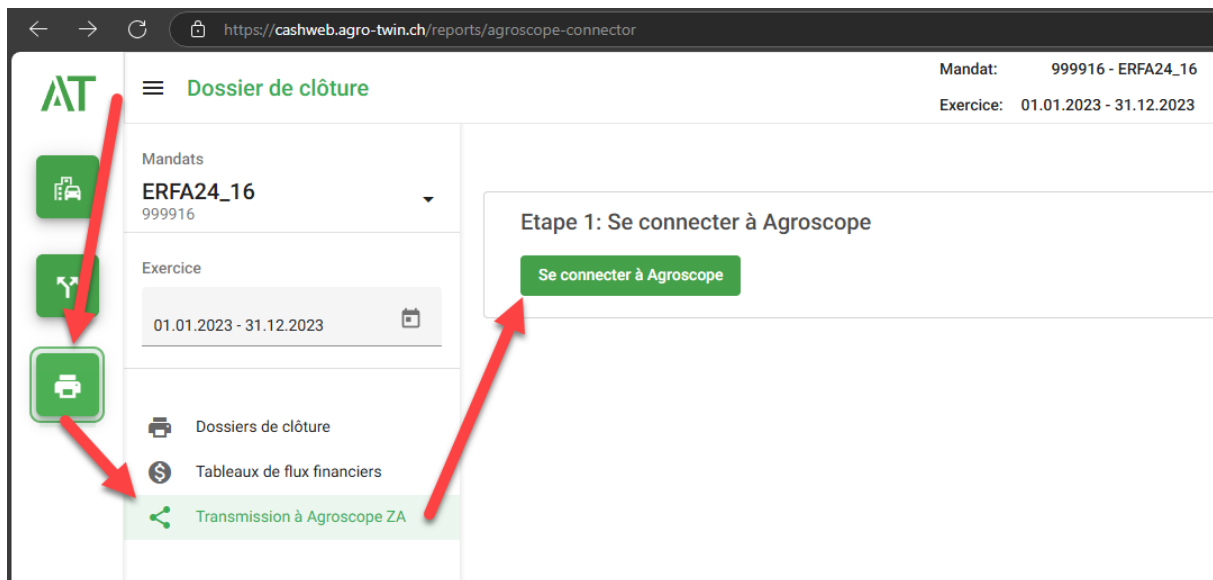 https://cashweb.agro-twin.ch/reports/agroscope-connector
AT
Dossier de clôture
Mandat: 999916 - ERFA24_16
Exercice: 01.01.2023 - 31.12.2023
Mandats
ERFA24_16
999916
Exercice
01.01.2023 - 31.12.2023
Dossiers de clôture
Tableaux de flux financiers
Transmission à Agroscope ZA
Etape 1: Se connecter à Agroscope
Se connecter à Agroscope